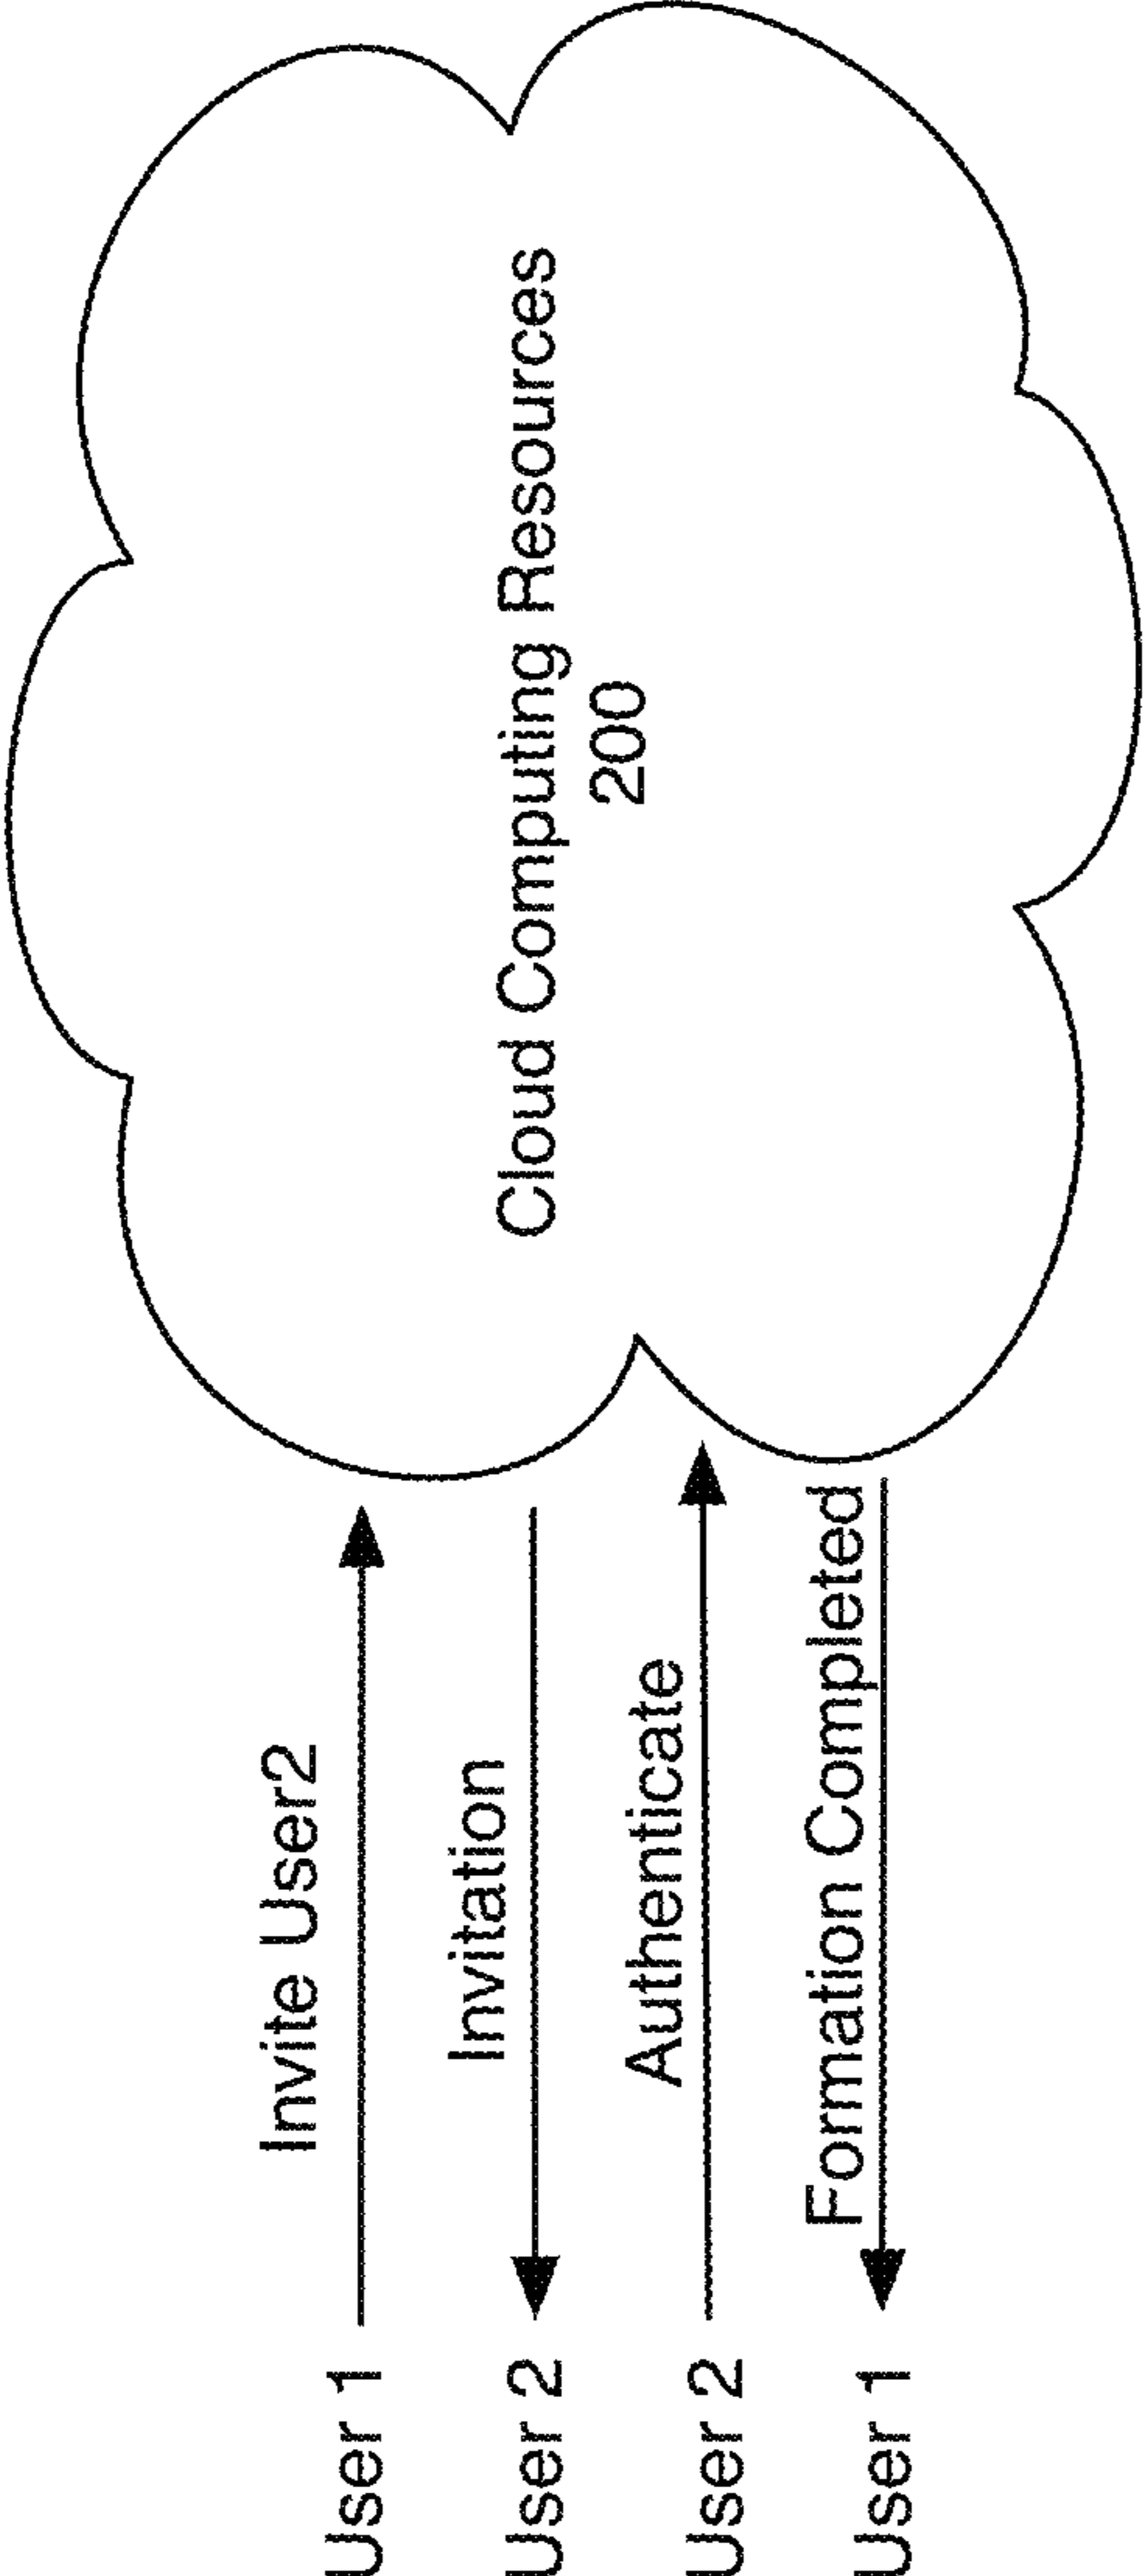 User 1
Invite User2
User 2
Invitation
User 2
Authenticate
User 1
Formation Completed
Cloud Computing Resources
200